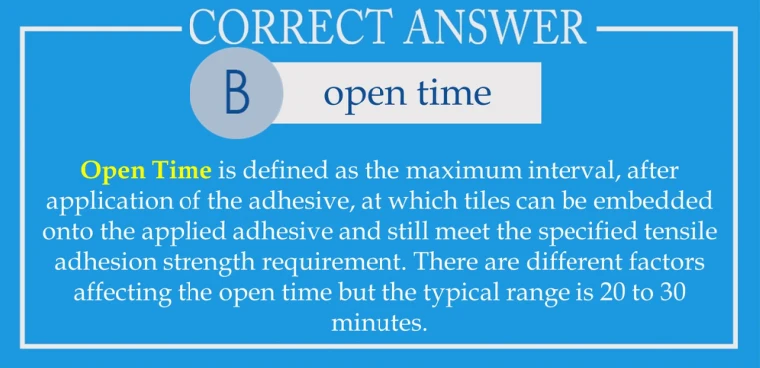 CORRECT ANSWER
B
open time
Open Time is defined as the maximum interval, after
application of the adhesive, at which tiles can be embedded
onto the applied adhesive and still meet the specified tensile
adhesion strength requirement. There are different factors
affecting the open time but the typical range is 20 to 30
minutes.